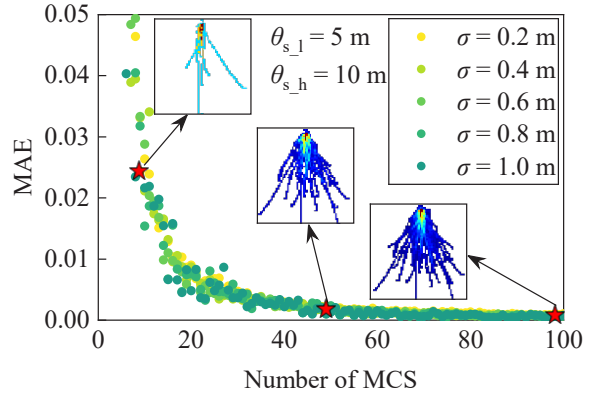 0.05
0.04
0.03
0.02
0.01
0.00
MAE
θs_l = 5 m
θs_h = 10 m
σ = 0.2 m
σ = 0.4 m
σ = 0.6 m
σ = 0.8 m
σ = 1.0 m
0 20 40 60 80 100
Number of MCS